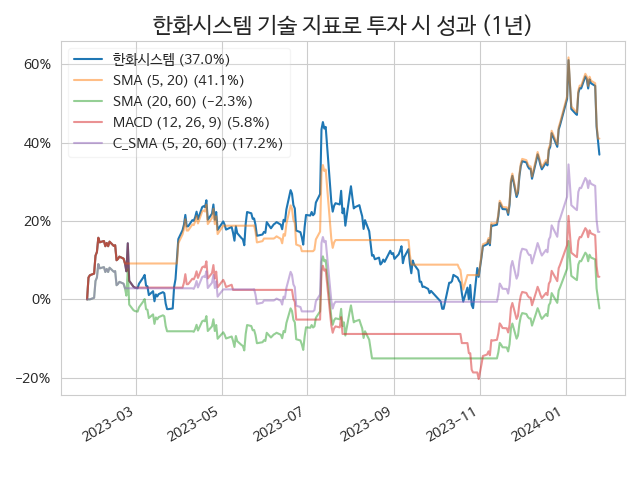 한화시스템 기술 지표로 투자 시 성과 (1년)
한화시스템 (37.0%)
SMA (5, 20) (41.1%)
SMA (20, 60) (−2.3%)
MACD (12, 26, 9) (5.8%)
C_SMA (5, 20, 60) (17.2%)
60%
40%
20%
0%
−20%
2023−03
2023−05
2023−07
2023−09
2023−11
2024−01